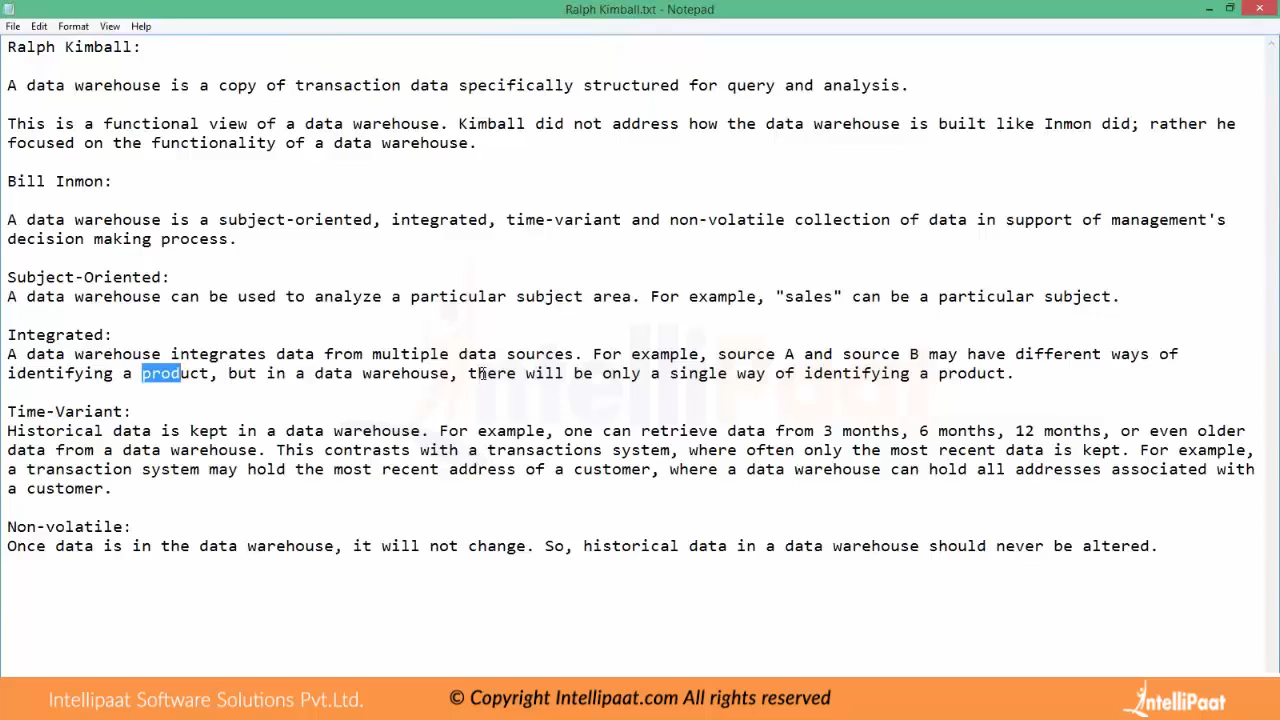 Ralph Kimball.txt - Notepad
File Edit Format View Help
Ralph Kimball:
A data warehouse is a copy of transaction data specifically structured for query and analysis.
This is a functional view of a data warehouse. Kimball did not address how the data warehouse is built like Inmon did; rather he
focused on the functionality of a data warehouse.
Bill Inmon:
A data warehouse is a subject-oriented, integrated, time-variant and non-volatile collection of data in support of management's
decision making process.
Subject-Oriented:
A data warehouse can be used to analyze a particular subject area. For example, "sales" can be a particular subject.
Integrated:
A data warehouse integrates data from multiple data sources. For example, source A and source B may have different ways of
identifying a product, but in a data warehouse, there will be only a single way of identifying a product.
Time-Variant:
Historical data is kept in a data warehouse. For example, one can retrieve data from 3 months, 6 months, 12 months, or even older
data from a data warehouse. This contrasts with a transactions system, where often only the most recent data is kept. For example,
a transaction system may hold the most recent address of a customer, where a data warehouse can hold all addresses associated with
a customer.
Non-volatile:
Once data is in the data warehouse, it will not change. So, historical data in a data warehouse should never be altered.
IntelliPaat
Intellipaat Software Solutions Pvt.Ltd.
© Copyright Intellipaat.com All rights reserved
IntelliPaat